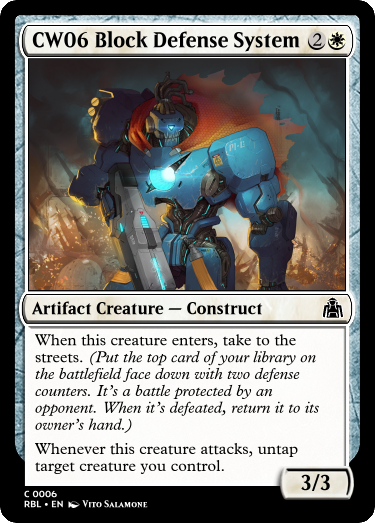 CW06 Block Defense System 2
Artifact Creature — Construct
When this creature enters, take to the
streets. (Put the top card of your library on
the battlefield face down with two defense
counters. It's a battle protected by an
opponent. When it's defeated, return it to its
owner's hand.)
Whenever this creature attacks, untap
target creature you control.
3/3
C 0006
RBL • EN Vito Salamone